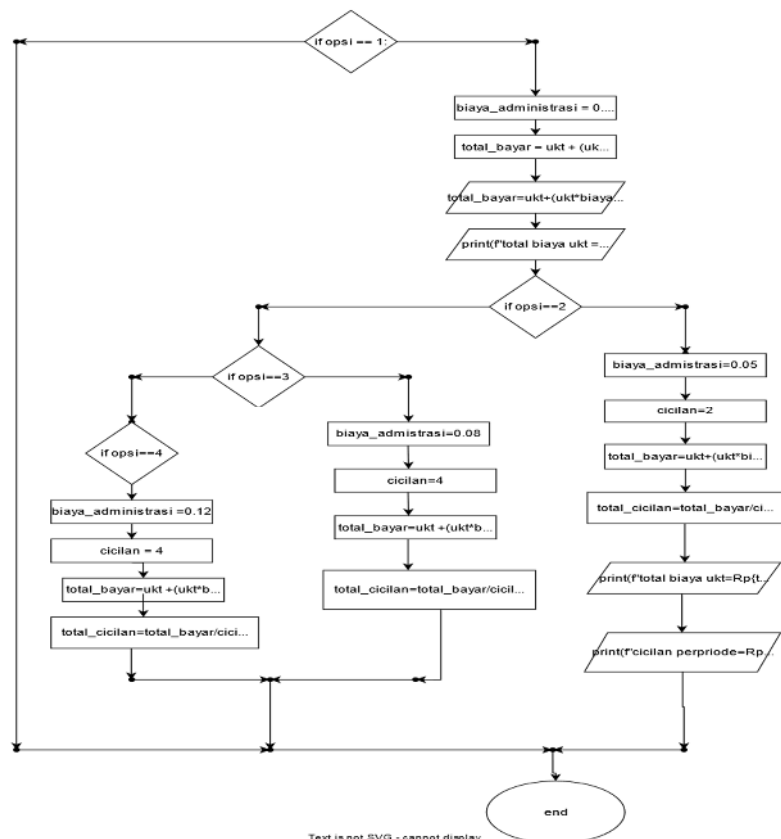 if opsi == 1:
biaya_administrasi = 0....
total_bayar = ukt + (uk...
total_bayar=ukt+(ukt*biaya...
print(f"total biaya ukt =...
if opsi==2
if opsi==3
biaya_admistrasi=0.05
cicilan=2
total_bayar=ukt+(ukt*bi...
total_cicilan=total_bayar/ci...
print(f"total biaya ukt=Rp{t...
print(f"cicilan perpriode=Rp...
biaya_admistrasi=0.08
cicilan=4
total_bayar=ukt +(ukt*b...
total_cicilan=total_bayar/cicil...
if opsi==4
biaya_administrasi =0.12
cicilan = 4
total_bayar=ukt +(ukt*b...
total_cicilan=total_bayar/cici...
end
Text is not SVG - cannot display